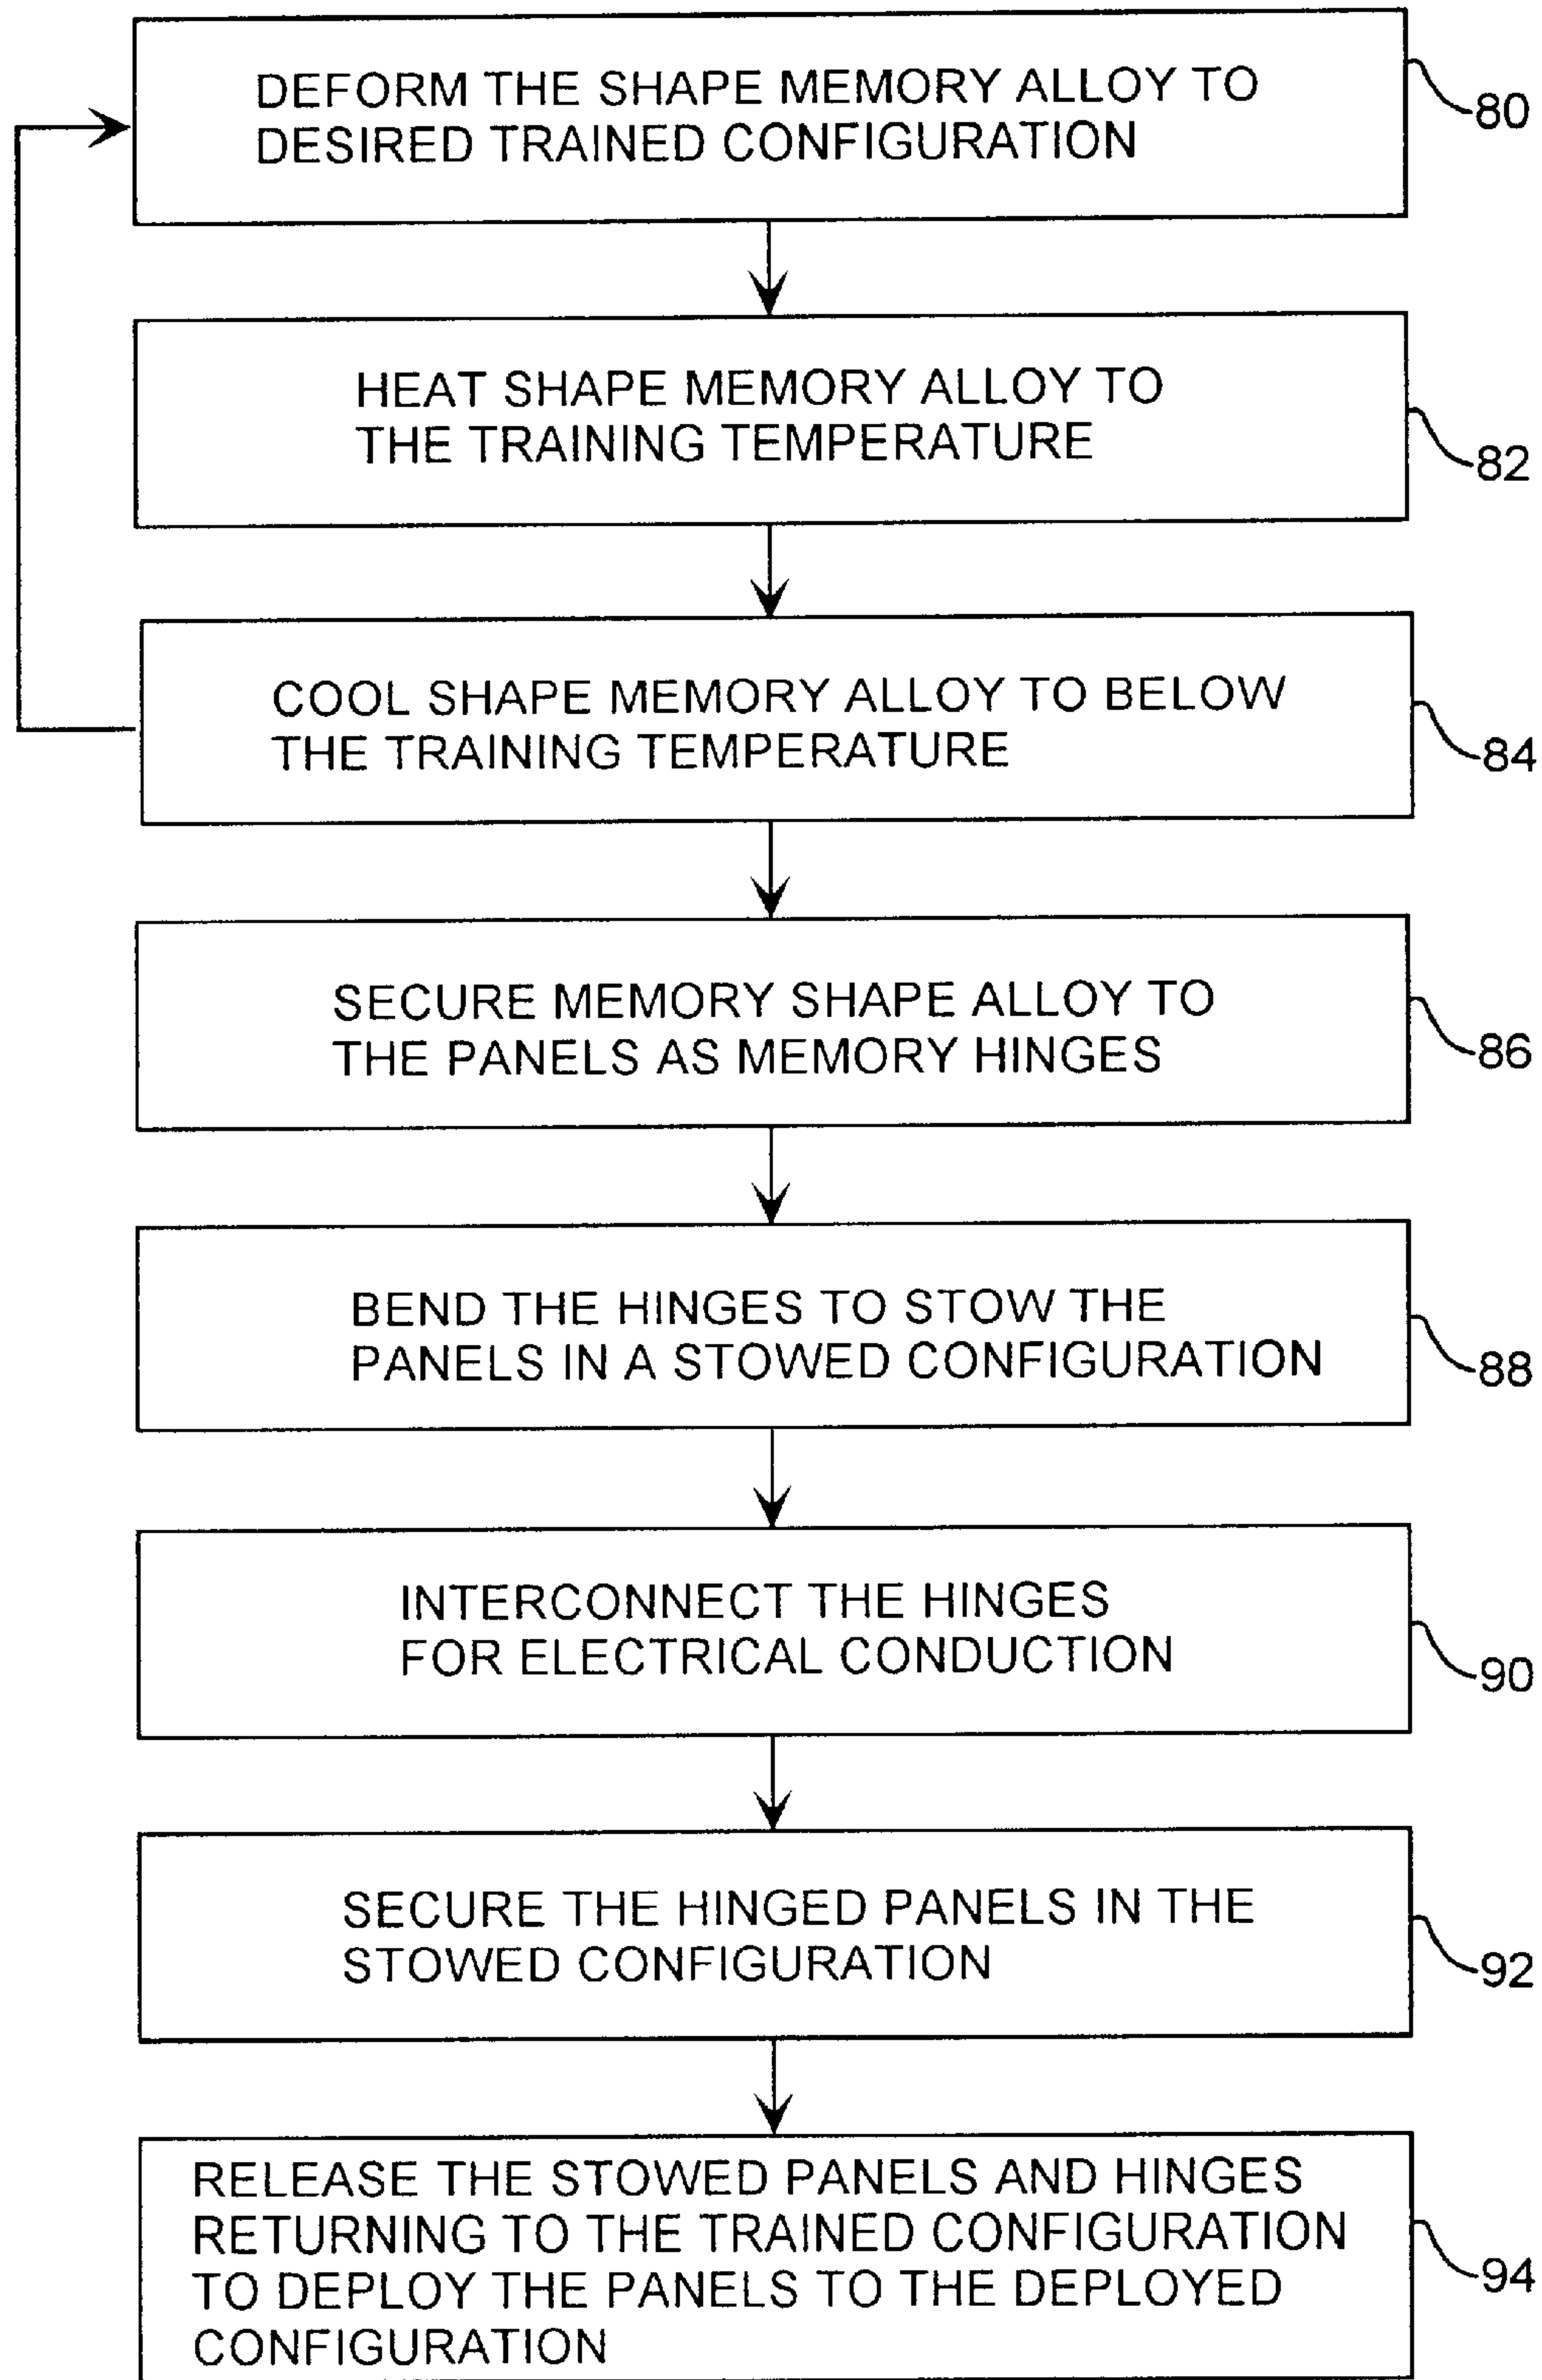 DEFORM THE SHAPE MEMORY ALLOY TO
DESIRED TRAINED CONFIGURATION
80
HEAT SHAPE MEMORY ALLOY TO
THE TRAINING TEMPERATURE
82
COOL SHAPE MEMORY ALLOY TO BELOW
THE TRAINING TEMPERATURE
84
SECURE MEMORY SHAPE ALLOY TO
THE PANELS AS MEMORY HINGES
86
BEND THE HINGES TO STOW THE
PANELS IN A STOWED CONFIGURATION
88
INTERCONNECT THE HINGES
FOR ELECTRICAL CONDUCTION
90
SECURE THE HINGED PANELS IN THE
STOWED CONFIGURATION
92
RELEASE THE STOWED PANELS AND HINGES
RETURNING TO THE TRAINED CONFIGURATION
TO DEPLOY THE PANELS TO THE DEPLOYED
CONFIGURATION
94